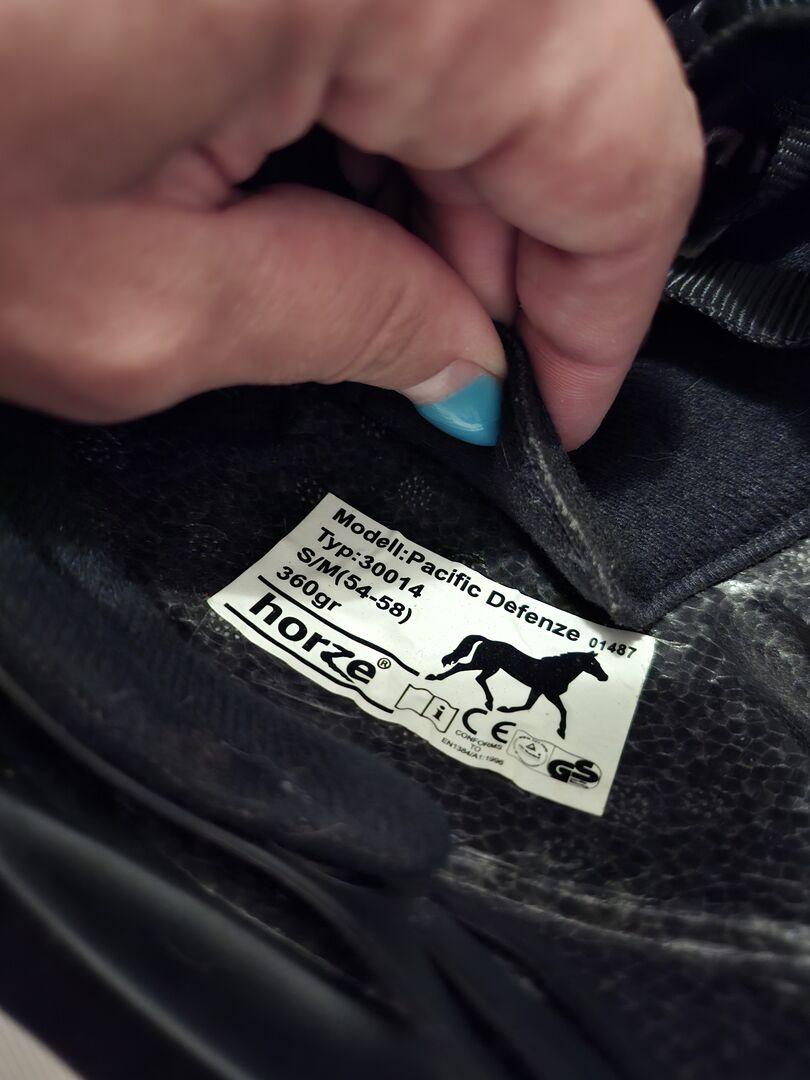 Modell:Pacific Defenze 01487
Typ:30014
S/M(54-58)
360gr
horze®
i
CE
CONFORMS
TO
EN1384/A1:1996
GS